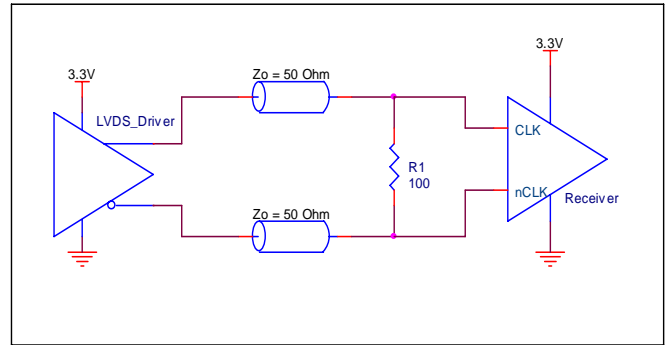 3.3V
3.3V
Zo = 50 Ohm
LVDS_Driver
CLK
R1
100
nCLK
Receiver
Zo = 50 Ohm